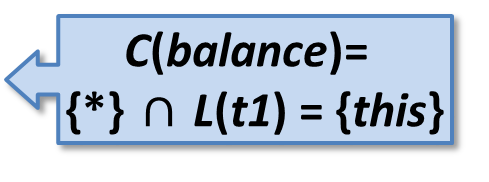 C(balance)=
{*} ∩ L(t1) = {this}